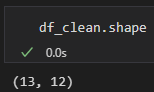 df_clean.shape
0.0s
(13, 12)